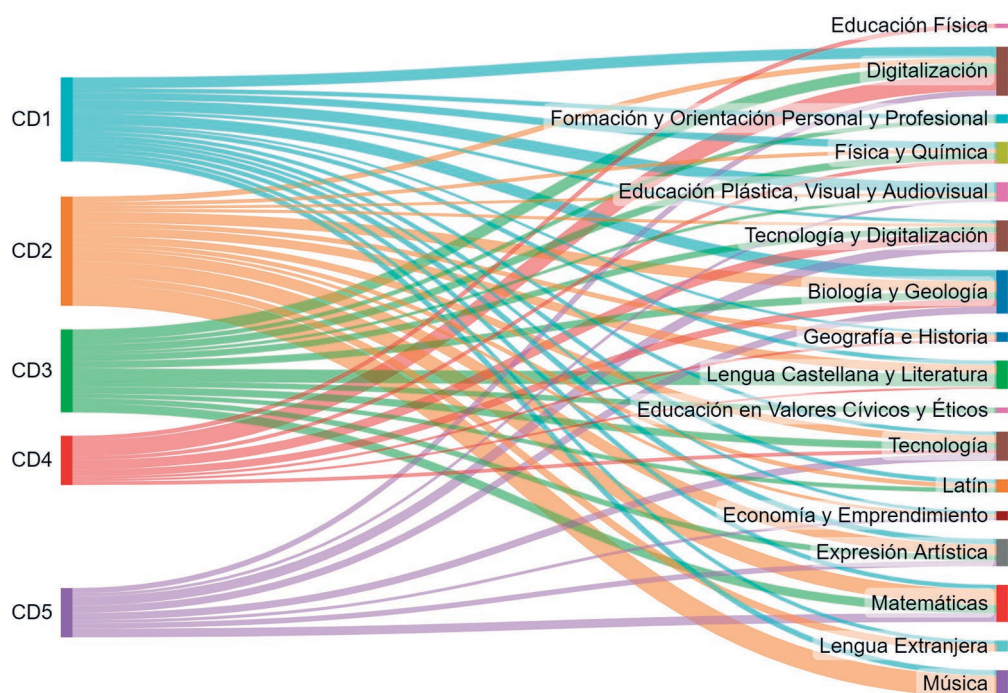 CD1
CD2
CD3
CD4
CD5
Educación Física
Digitalización
Formación y Orientación Personal y Profesional
Física y Química
Educación Plástica, Visual y Audiovisual
Tecnología y Digitalización
Biología y Geología
Geografía e Historia
Lengua Castellana y Literatura
Educación en Valores Cívicos y Éticos
Tecnología
Latín
Economía y Emprendimiento
Expresión Artística
Matemáticas
Lengua Extranjera
Música